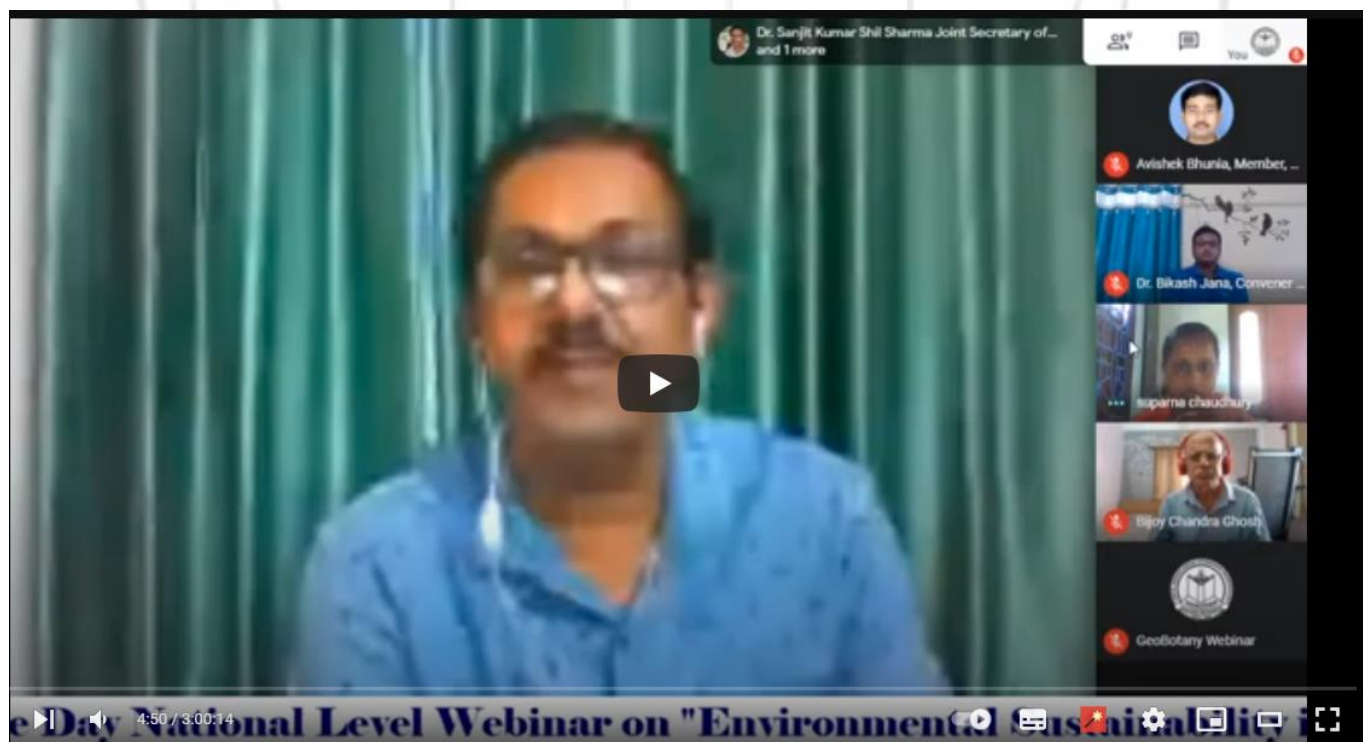 Dr. Sanjit Kumar Shil Sharma Joint Secretary of...
and 1 more
You
Avishek Bhunia, Member, ...
Dr. Bikash Jana, Convener ...
suparna chaudhury
Bijoy Chandra Ghosh
GeoBotany Webinar
4:50 / 3:00:14
e Day National Level Webinar on "Environmental Sustainability i